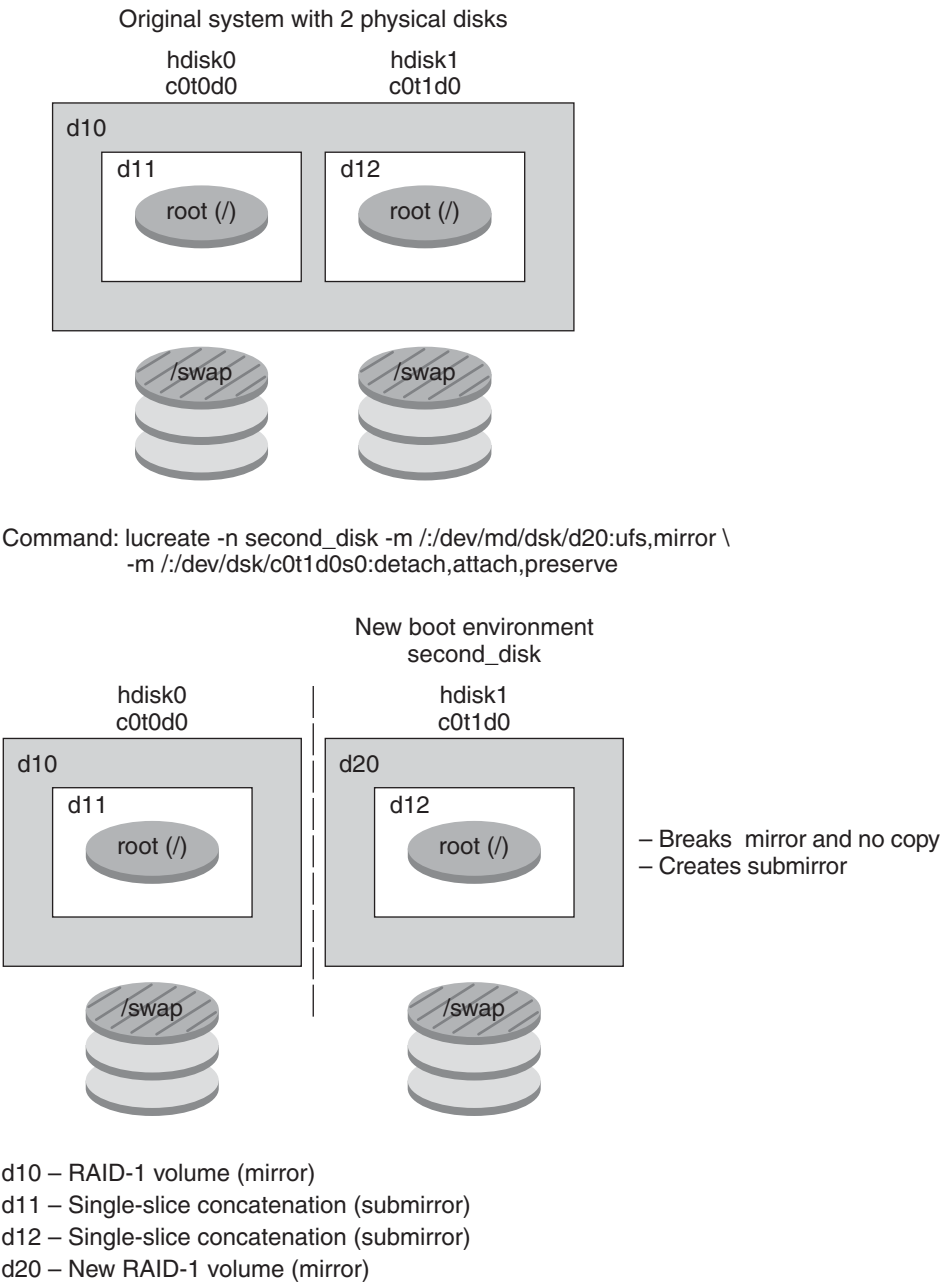 Original system with 2 physical disks
hdisk0
c0t0d0
hdisk1
c0t1d0
d10
d11
root (/)
d12
root (/)
/swap
/swap
Command: lucreate -n second_disk -m /:/dev/md/dsk/d20:ufs,mirror \
-m /:/dev/dsk/c0t1d0s0:detach,attach,preserve
New boot environment
second_disk
hdisk0
c0t0d0
hdisk1
c0t1d0
d10
d11
root (/)
d20
d12
root (/)
– Breaks mirror and no copy
– Creates submirror
/swap
/swap
d10 – RAID-1 volume (mirror)
d11 – Single-slice concatenation (submirror)
d12 – Single-slice concatenation (submirror)
d20 – New RAID-1 volume (mirror)